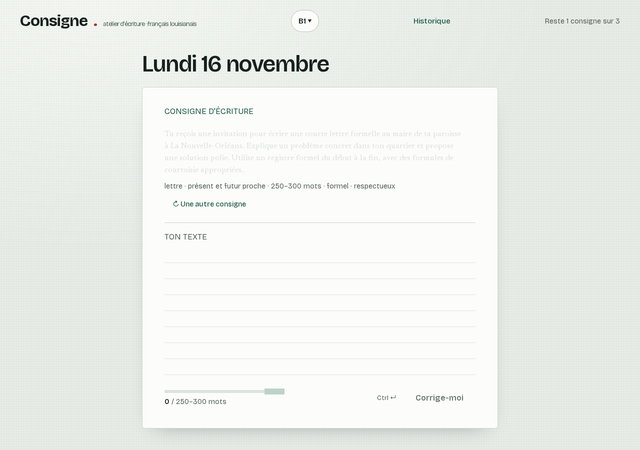 Consigne
atelier d'écriture · français louisianais
B1 ▾
Historique
Reste 1 consigne sur 3
Lundi 16 novembre
CONSIGNE D'ÉCRITURE
Tu reçois une invitation pour écrire une courte lettre formelle au maire de ta paroisse
à La Nouvelle-Orléans. Explique un problème concret dans ton quartier et propose
une solution polie. Utilise un registre formel du début à la fin, avec des formules de
courtoisie appropriées.
lettre · présent et futur proche · 250–300 mots · formel · respectueux
↻ Une autre consigne
TON TEXTE
0 / 250–300 mots
Ctrl ↵
Corrige-moi